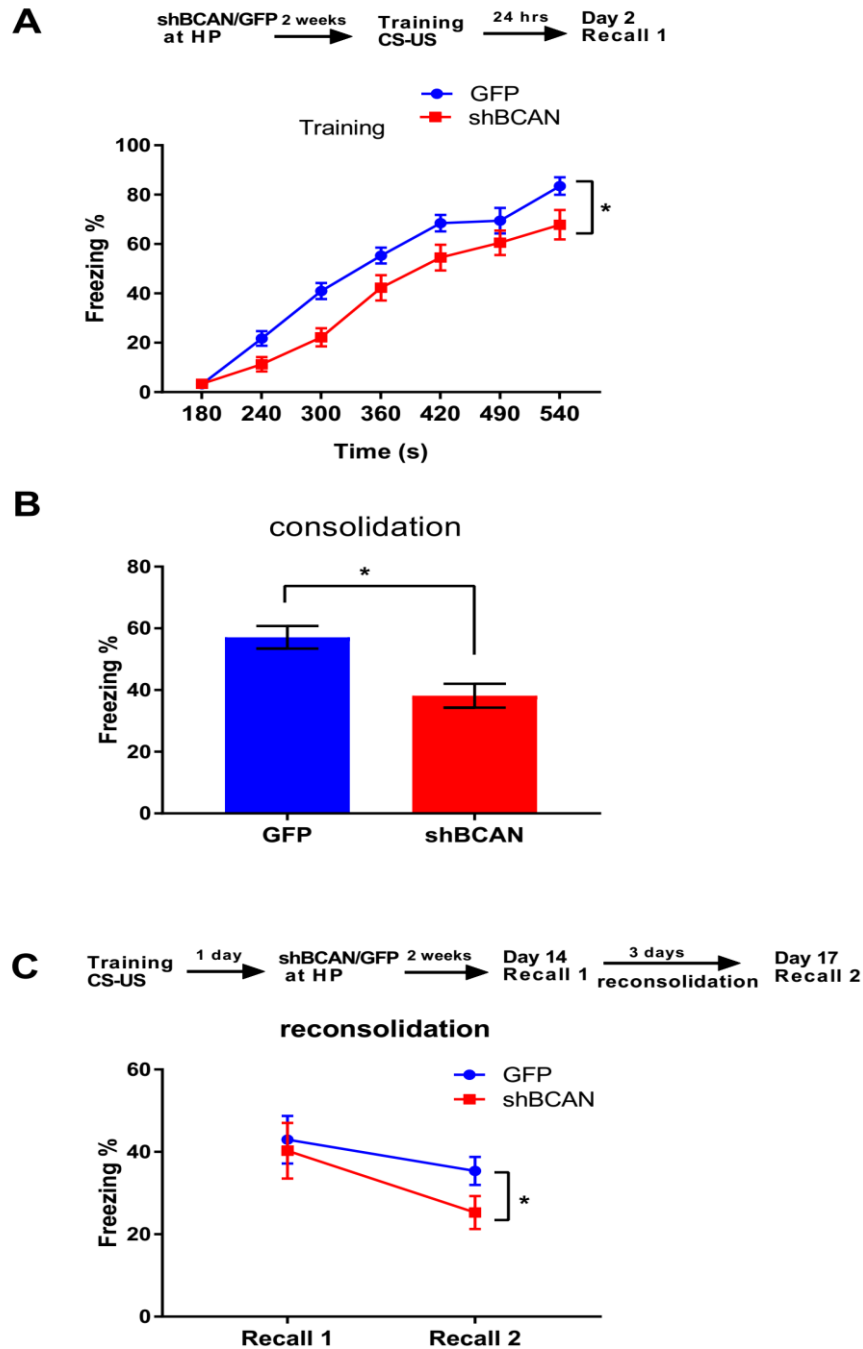 A
shBCAN/GFP at HP 2 weeks Training CS-US 24 hrs Day 2 Recall 1
GFP
shBCAN
Training
Freezing %
100
80
60
40
20
0
*
180 240 300 360 420 490 540
Time (s)
B
consolidation
Freezing %
80
60
40
20
0
*
GFP shBCAN
C
Training CS-US 1 day shBCAN/GFP at HP 2 weeks Day 14 Recall 1 3 days reconsolidation Day 17 Recall 2
reconsolidation
GFP
shBCAN
Freezing %
60
40
20
0
*
Recall 1 Recall 2